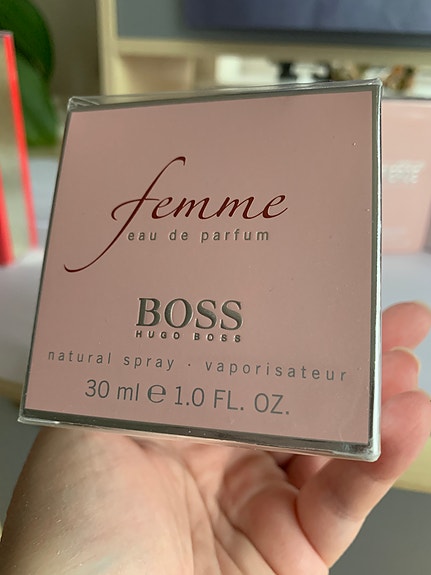 femme
eau de parfum
BOSS
HUGO BOSS
natural spray · vaporisateur
30 ml ℮ 1.0 FL. OZ.